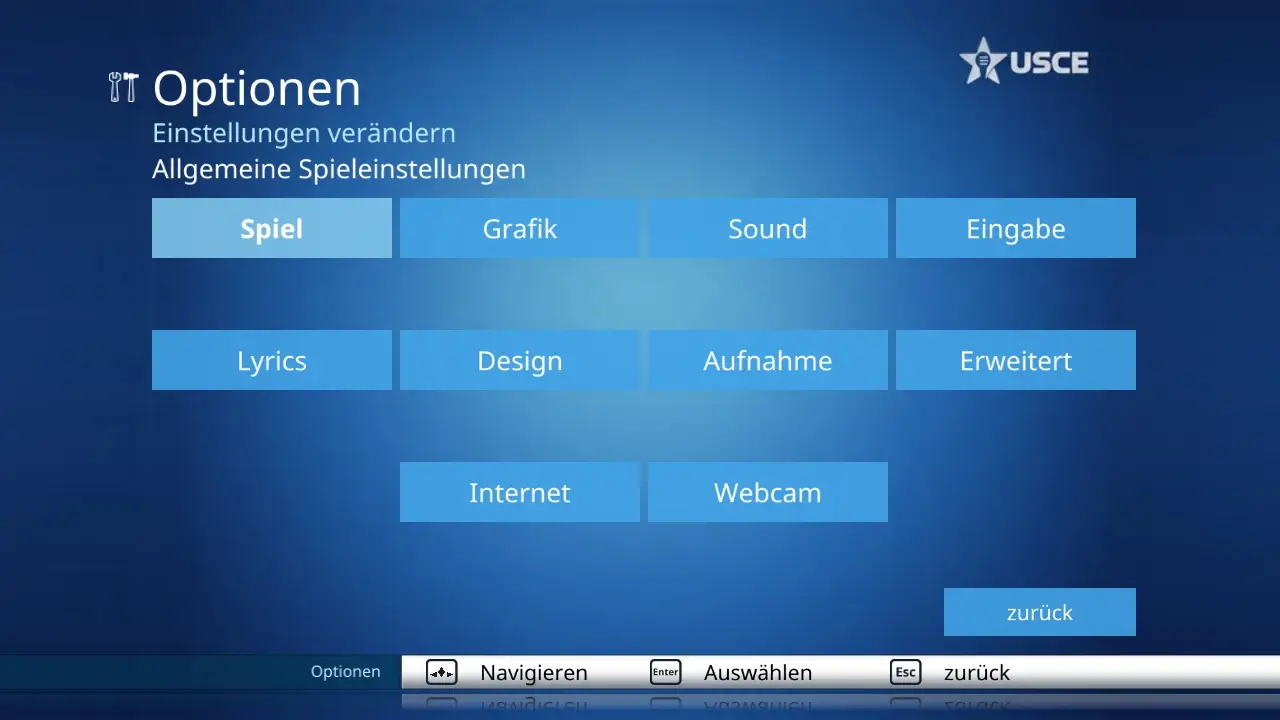 USCE
Optionen
Einstellungen verändern
Allgemeine Spieleinstellungen
Spiel Grafik Sound Eingabe
Lyrics Design Aufnahme Erweitert
Internet Webcam
zurück
Optionen Navigieren Enter Auswählen Esc zurück